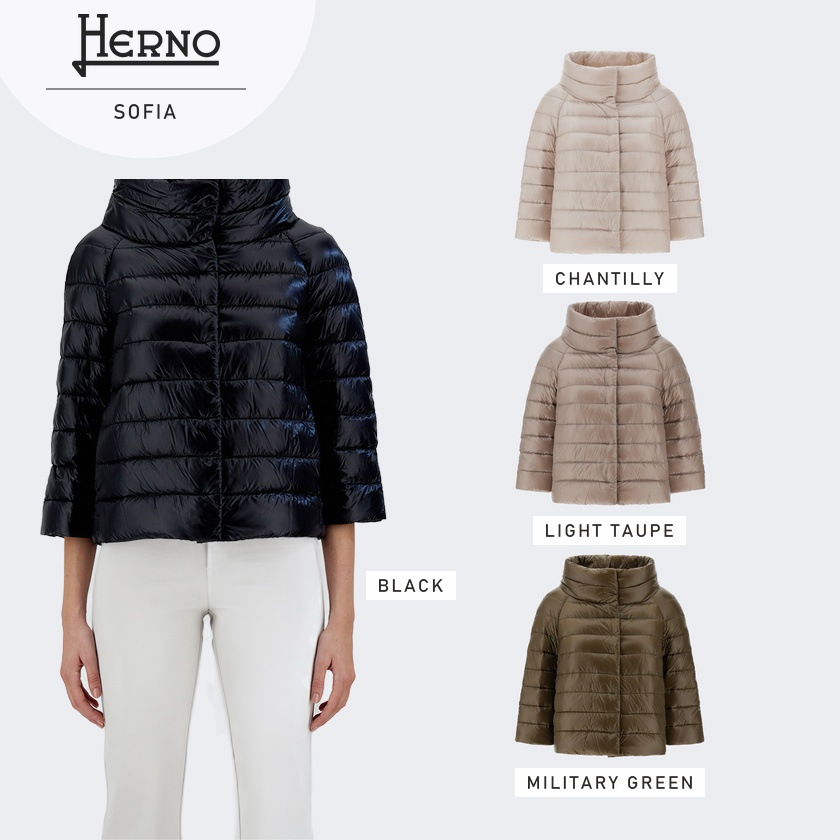 HERNO
SOFIA
CHANTILLY
LIGHT TAUPE
BLACK
MILITARY GREEN